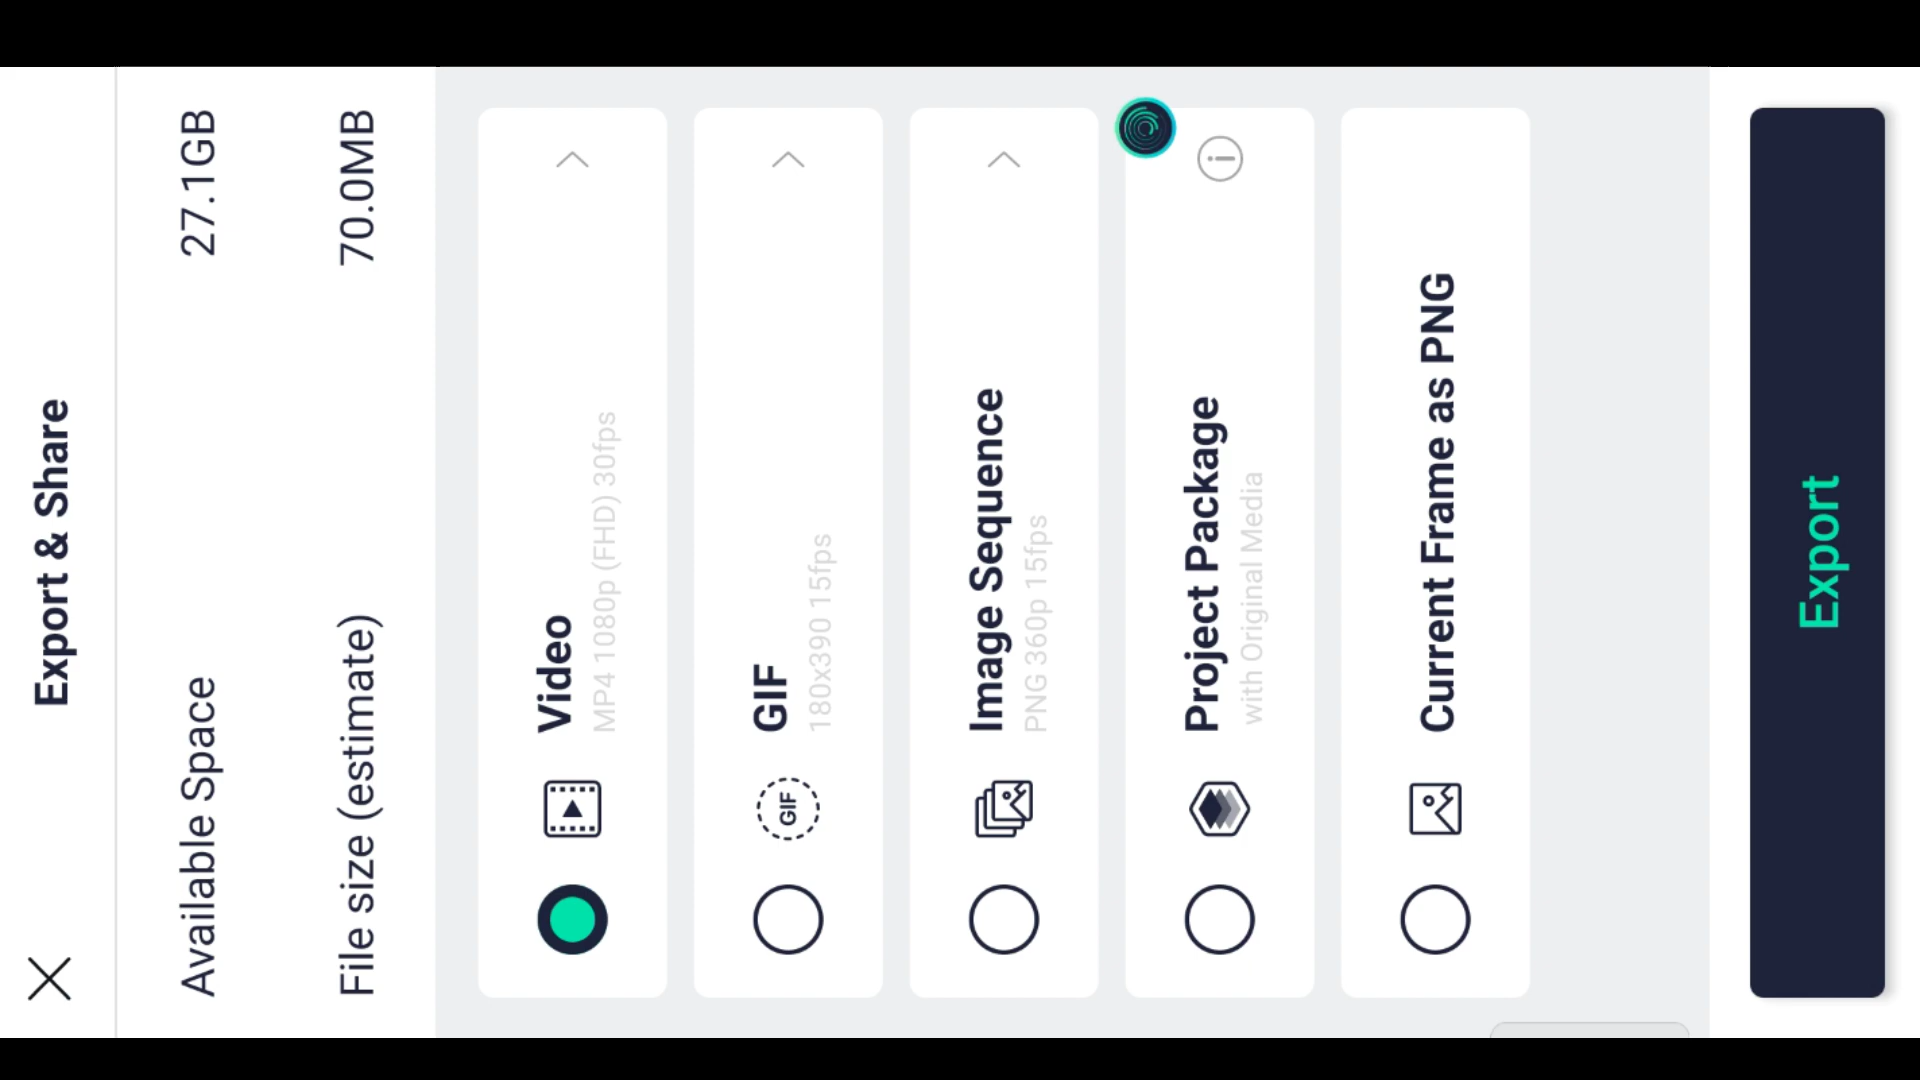 Export & Share
Available Space 27.1GB
File size (estimate) 70.0MB
Video
MP4 1080p (FHD) 30fps
GIF
GIF
180x390 15fps
Image Sequence
PNG 360p 15fps
Project Package
with Original Media
Current Frame as PNG
Export